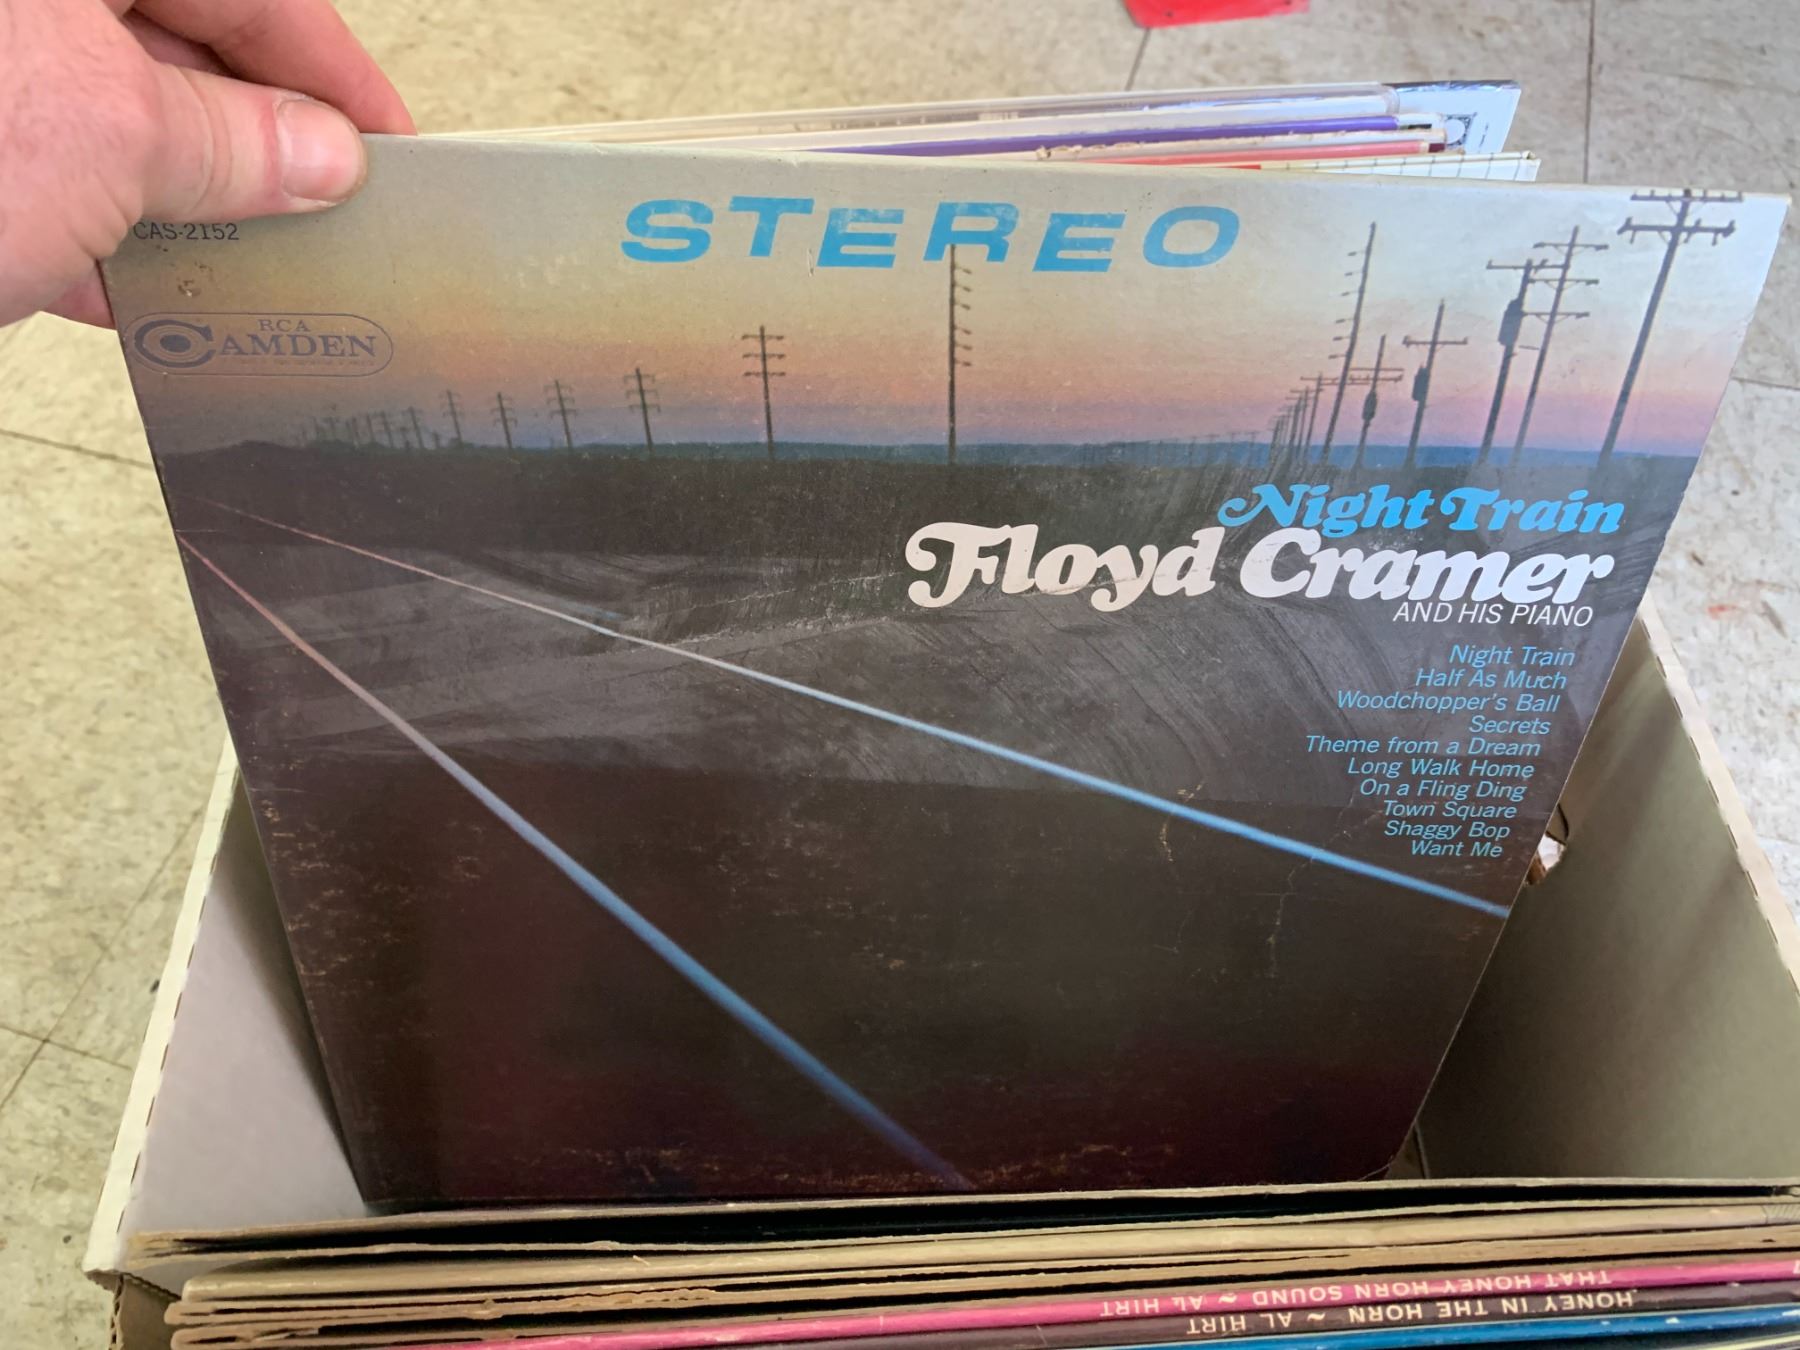 STEREO
CAS-2152
RCA
CAMDEN
Night Train
Floyd Cramer
AND HIS PIANO
Night Train
Half As Much
Woodchopper's Ball
Secrets
Theme from a Dream
Long Walk Home
On a Fling Ding
Town Square
Shaggy Bop
Want Me
THAT HONEY HORN SOUND ~ AL HIRT
HONEY IN THE HORN ~ AL HIRT